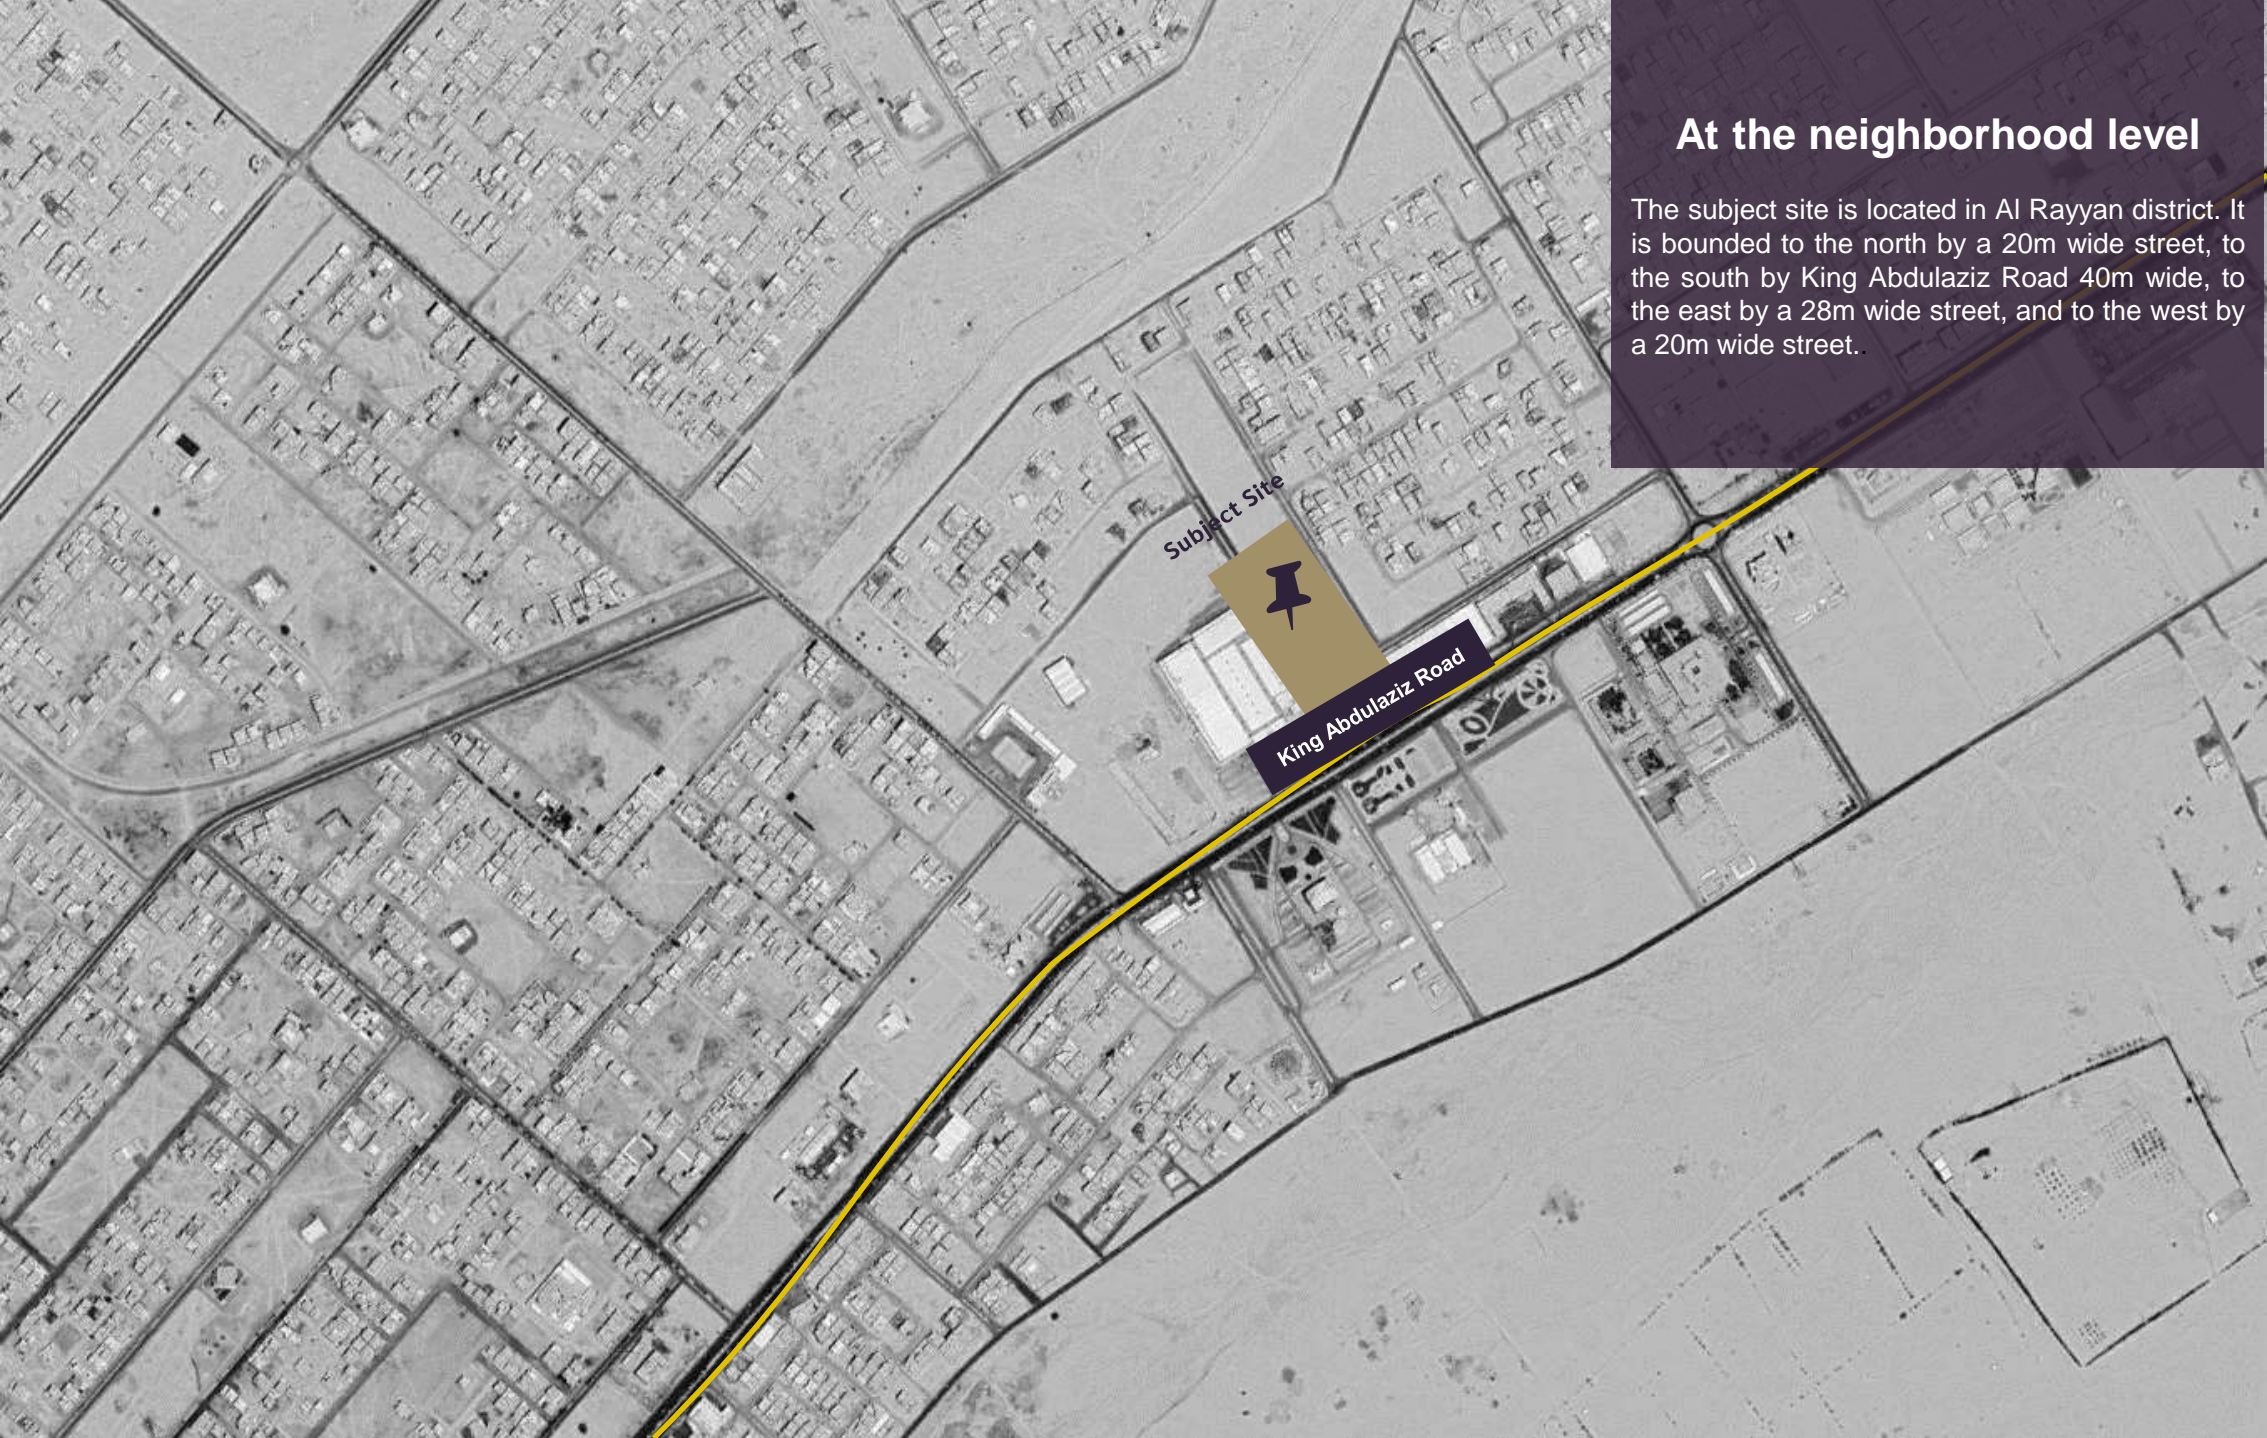 At the neighborhood level
The subject site is located in Al Rayyan district. It
is bounded to the north by a 20m wide street, to
the south by King Abdulaziz Road 40m wide, to
the east by a 28m wide street, and to the west by
a 20m wide street..
Subject Site
King Abdulaziz Road